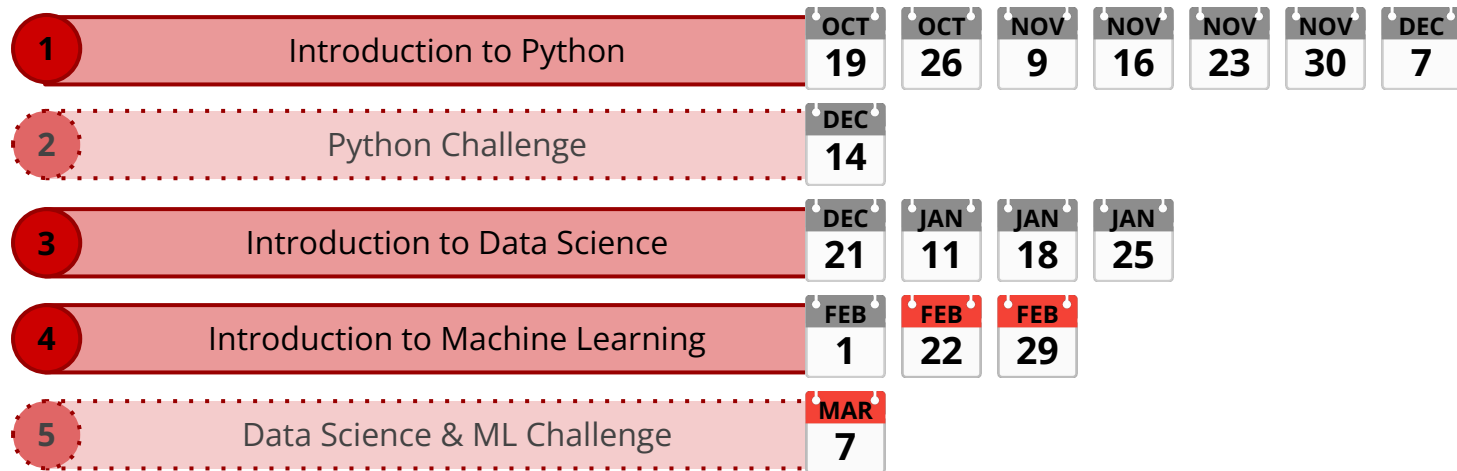 1 Introduction to Python OCT 19 OCT 26 NOV 9 NOV 16 NOV 23 NOV 30 DEC 7
2 Python Challenge DEC 14
3 Introduction to Data Science DEC 21 JAN 11 JAN 18 JAN 25
4 Introduction to Machine Learning FEB 1 FEB 22 FEB 29
5 Data Science & ML Challenge MAR 7